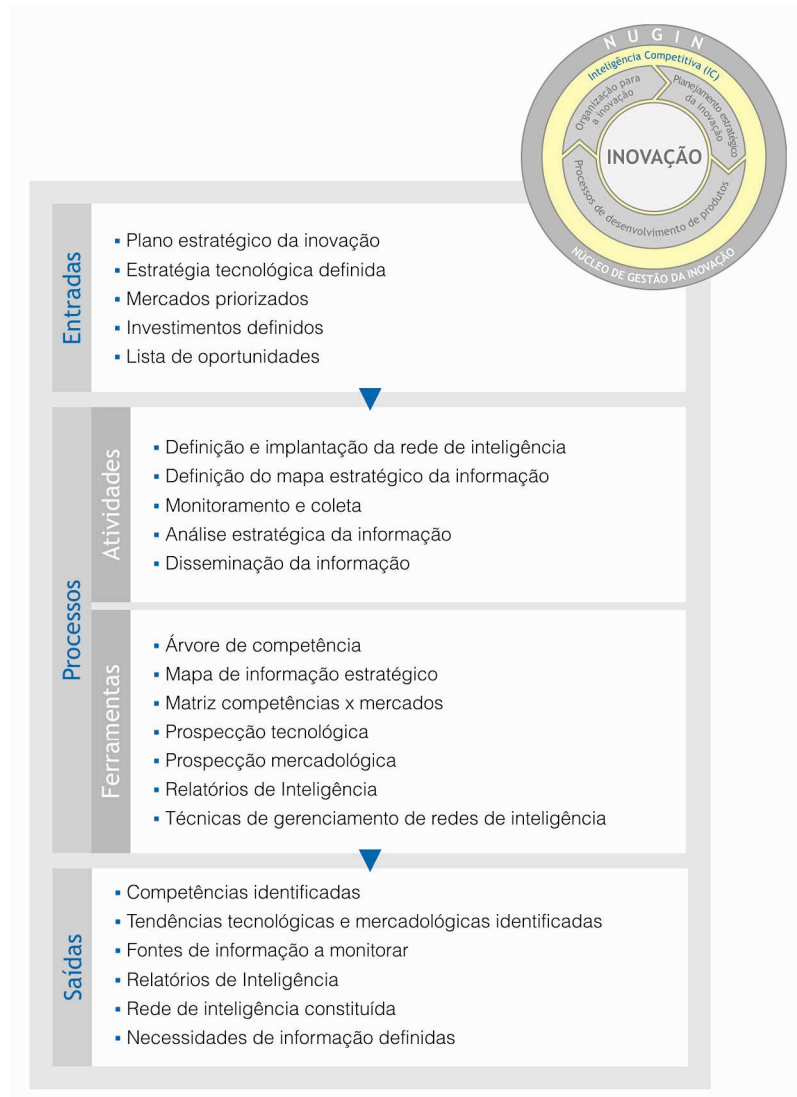 NUGIN
Inteligência Competitiva (IC)
Organização para
a inovação
Planejamento estratégico
da inovação
INOVAÇÃO
Processos de desenvolvimento de produtos
NÚCLEO DE GESTÃO DA INOVAÇÃO
Entradas
▪ Plano estratégico da inovação
▪ Estratégia tecnológica definida
▪ Mercados priorizados
▪ Investimentos definidos
▪ Lista de oportunidades
Processos
Atividades
▪ Definição e implantação da rede de inteligência
▪ Definição do mapa estratégico da informação
▪ Monitoramento e coleta
▪ Análise estratégica da informação
▪ Disseminação da informação
Ferramentas
▪ Árvore de competência
▪ Mapa de informação estratégico
▪ Matriz competências x mercados
▪ Prospecção tecnológica
▪ Prospecção mercadológica
▪ Relatórios de Inteligência
▪ Técnicas de gerenciamento de redes de inteligência
Saídas
▪ Competências identificadas
▪ Tendências tecnológicas e mercadológicas identificadas
▪ Fontes de informação a monitorar
▪ Relatórios de Inteligência
▪ Rede de inteligência constituída
▪ Necessidades de informação definidas